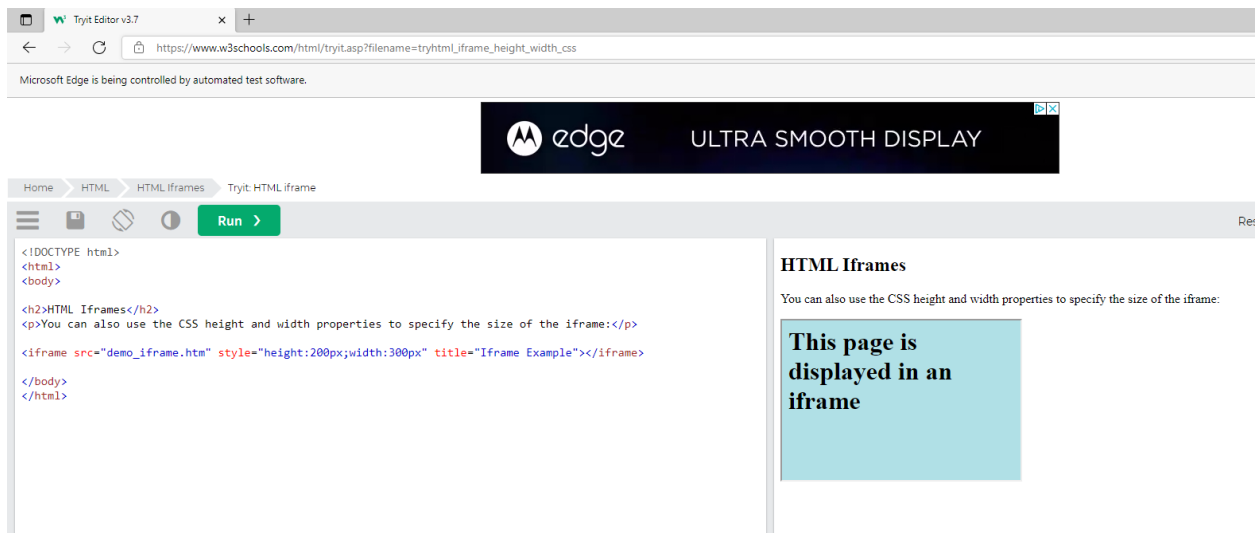 Tryit Editor v3.7
https://www.w3schools.com/html/tryit.asp?filename=tryhtml_iframe_height_width_css
Microsoft Edge is being controlled by automated test software.
edge ULTRA SMOOTH DISPLAY
Home HTML HTML Iframes Tryit: HTML iframe
Run ❯
Res
<!DOCTYPE html>
<html>
<body>
<h2>HTML Iframes</h2>
<p>You can also use the CSS height and width properties to specify the size of the iframe:</p>
<iframe src="demo_iframe.htm" style="height:200px;width:300px" title="Iframe Example"></iframe>
</body>
</html>
HTML Iframes
You can also use the CSS height and width properties to specify the size of the iframe:
This page is
displayed in an
iframe